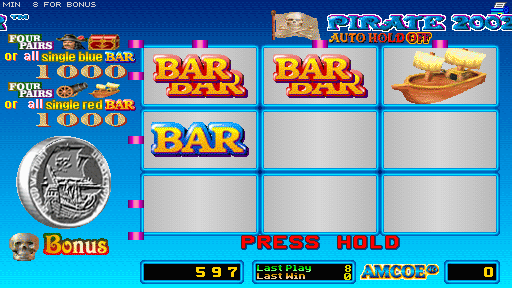 MIN 8 FOR BONUS
TM
PIRATE 2002
AUTO HOLD OFF
FOUR PAIRS
or all single blue BAR
1000
FOUR PAIRS
or all single red BAR
1000
BAR BAR
BAR BAR
BAR
Bonus
PRESS HOLD
597
Last Play 8
Last Win 0
AMCOE
0